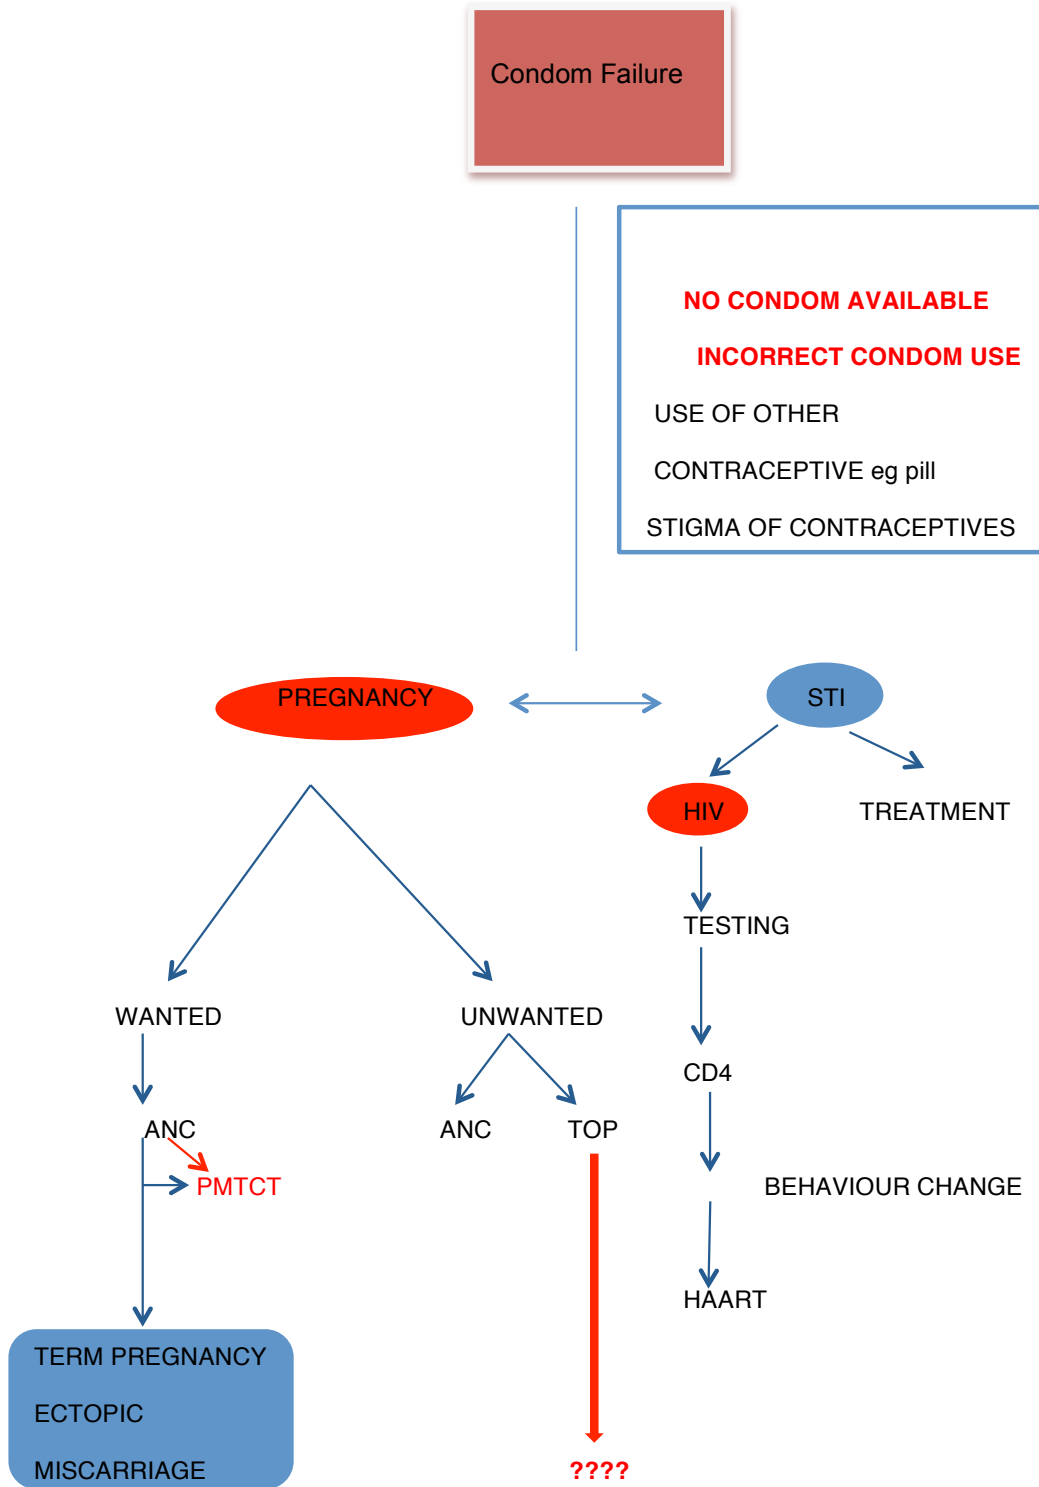 Condom Failure
NO CONDOM AVAILABLE
INCORRECT CONDOM USE
USE OF OTHER
CONTRACEPTIVE eg pill
STIGMA OF CONTRACEPTIVES
PREGNANCY
STI
HIV
TREATMENT
TESTING
WANTED
UNWANTED
CD4
ANC
ANC
TOP
PMTCT
BEHAVIOUR CHANGE
HAART
TERM PREGNANCY
ECTOPIC
MISCARRIAGE
????